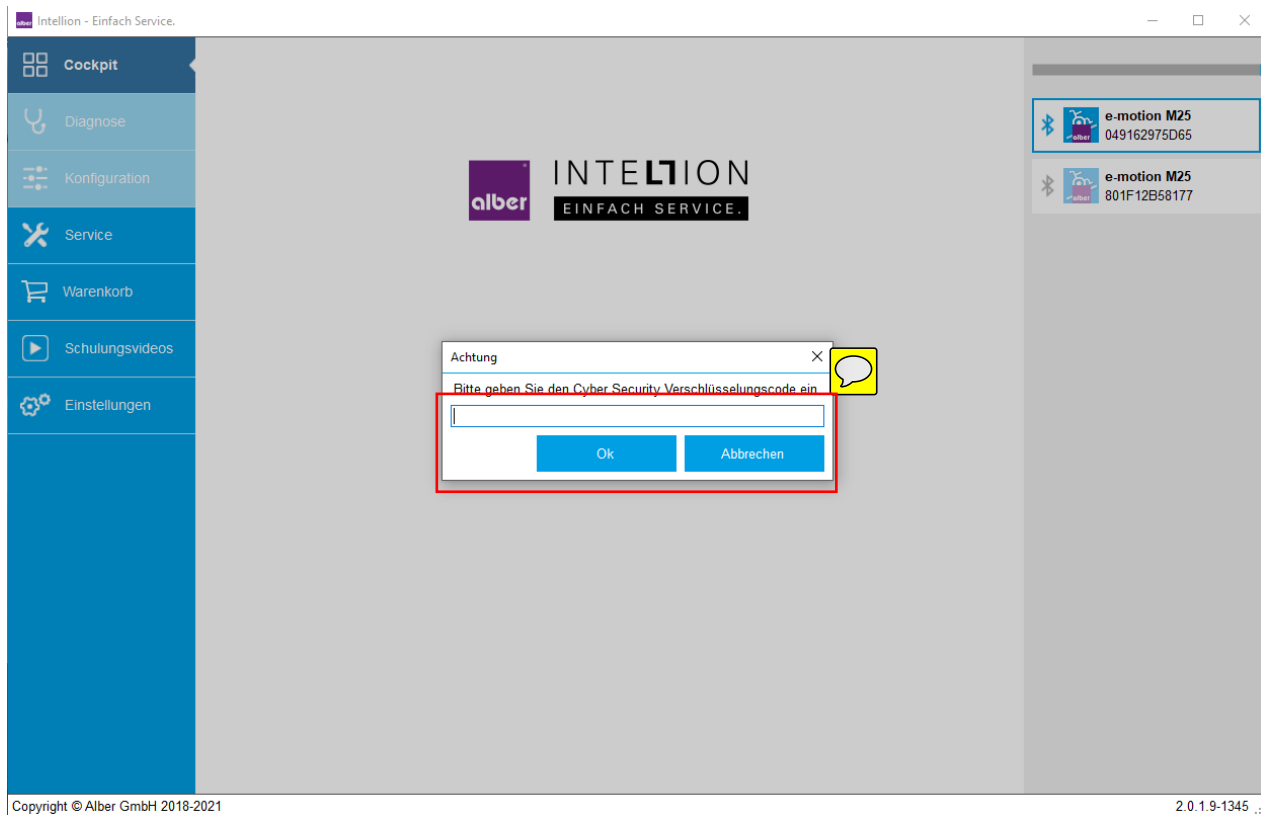 Intellion - Einfach Service.
Cockpit
Diagnose
Konfiguration
Service
Warenkorb
Schulungsvideos
Einstellungen
alber
INTELLION
EINFACH SERVICE.
Achtung
Bitte geben Sie den Cyber Security Verschlüsselungscode ein
Ok
Abbrechen
alber
e-motion M25
049162975D65
alber
e-motion M25
801F12B58177
Copyright © Alber GmbH 2018-2021
2.0.1.9-1345